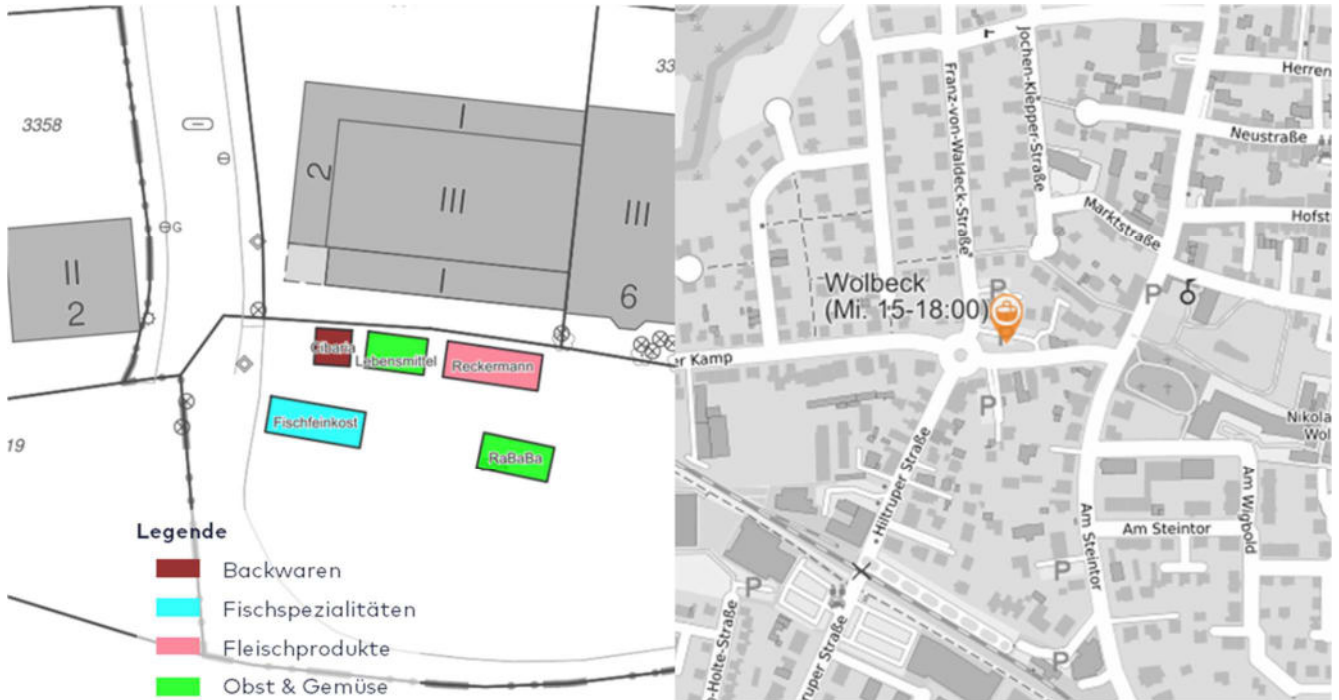 3358
33
2
I
III
III
I
II
2
G
6
Cibaria
Lebensmittel
Reckermann
Fischfeinkost
RaBaBa
19
Legende
Backwaren
Fischspezialitäten
Fleischprodukte
Obst & Gemüse
Franz-von-Waldeck-Straße
Jochen-Klepper-Straße
Herren
Neustraße
Hofst
Marktstraße
Wolbeck
(Mi. 15-18:00)
P
P
P
er Kamp
P
Nikola
Wol
Hiltruper Straße
Am Steintor
Am Steintor
Am Wigbold
P
P
r-Holte-Straße
ruper Straße
P